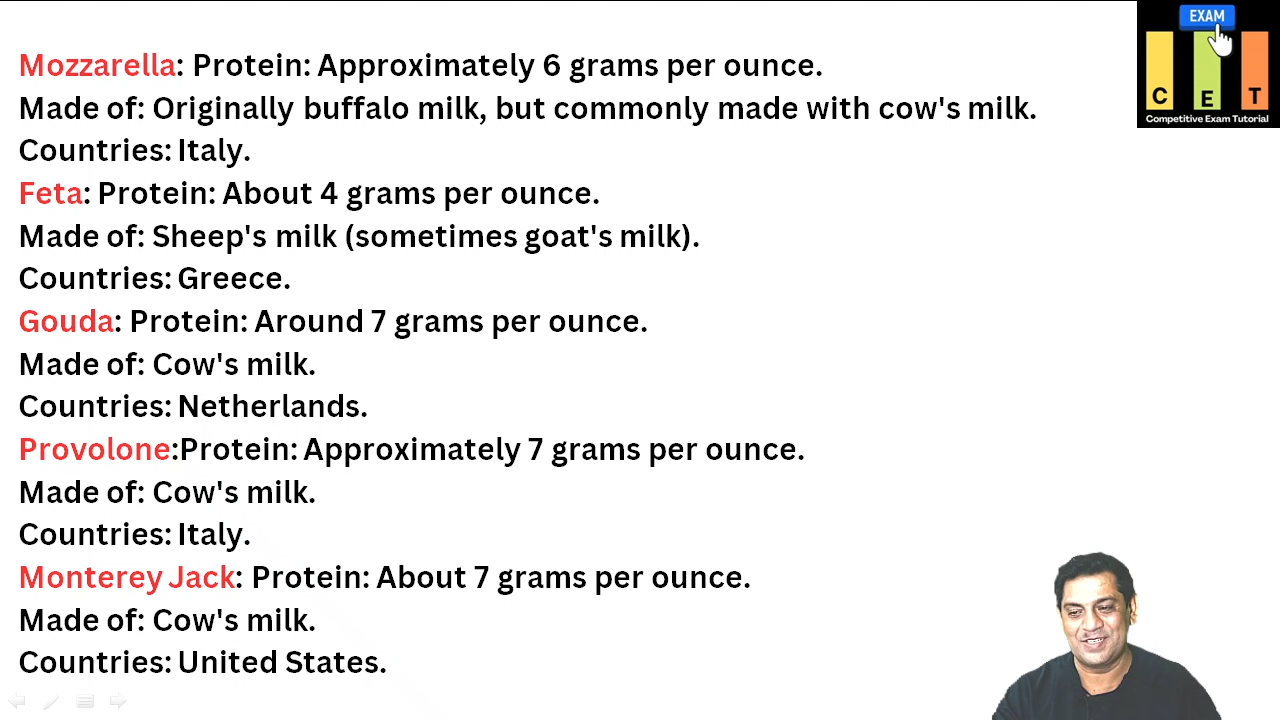 EXAM
C E T
Competitive Exam Tutorial
Mozzarella: Protein: Approximately 6 grams per ounce.
Made of: Originally buffalo milk, but commonly made with cow's milk.
Countries: Italy.
Feta: Protein: About 4 grams per ounce.
Made of: Sheep's milk (sometimes goat's milk).
Countries: Greece.
Gouda: Protein: Around 7 grams per ounce.
Made of: Cow's milk.
Countries: Netherlands.
Provolone:Protein: Approximately 7 grams per ounce.
Made of: Cow's milk.
Countries: Italy.
Monterey Jack: Protein: About 7 grams per ounce.
Made of: Cow's milk.
Countries: United States.